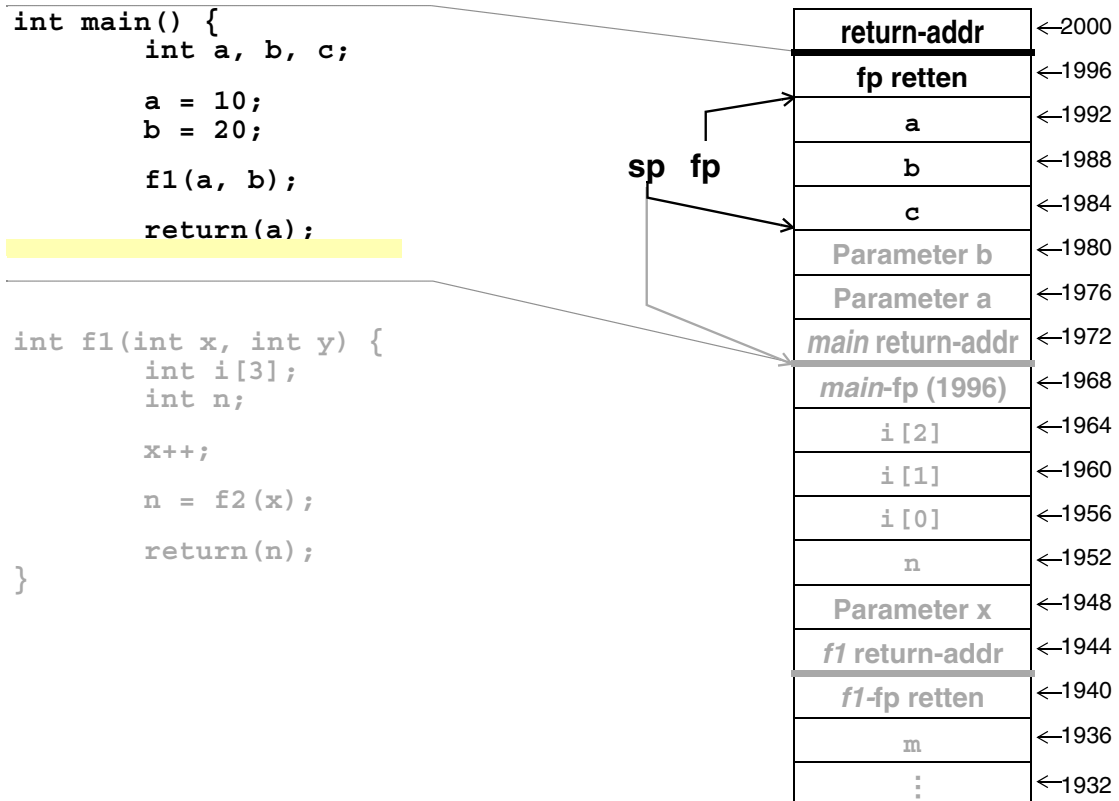 int main() {
int a, b, c;
a = 10;
b = 20;
f1(a, b);
return(a);
int f1(int x, int y) {
int i[3];
int n;
x++;
n = f2(x);
return(n);
}
sp fp
return-addr ←2000
fp retten ←1996
a ←1992
b ←1988
c ←1984
Parameter b ←1980
Parameter a ←1976
main return-addr ←1972
main-fp (1996) ←1968
i[2] ←1964
i[1] ←1960
i[0] ←1956
n ←1952
Parameter x ←1948
f1 return-addr ←1944
f1-fp retten ←1940
m ←1936
⋮ ←1932